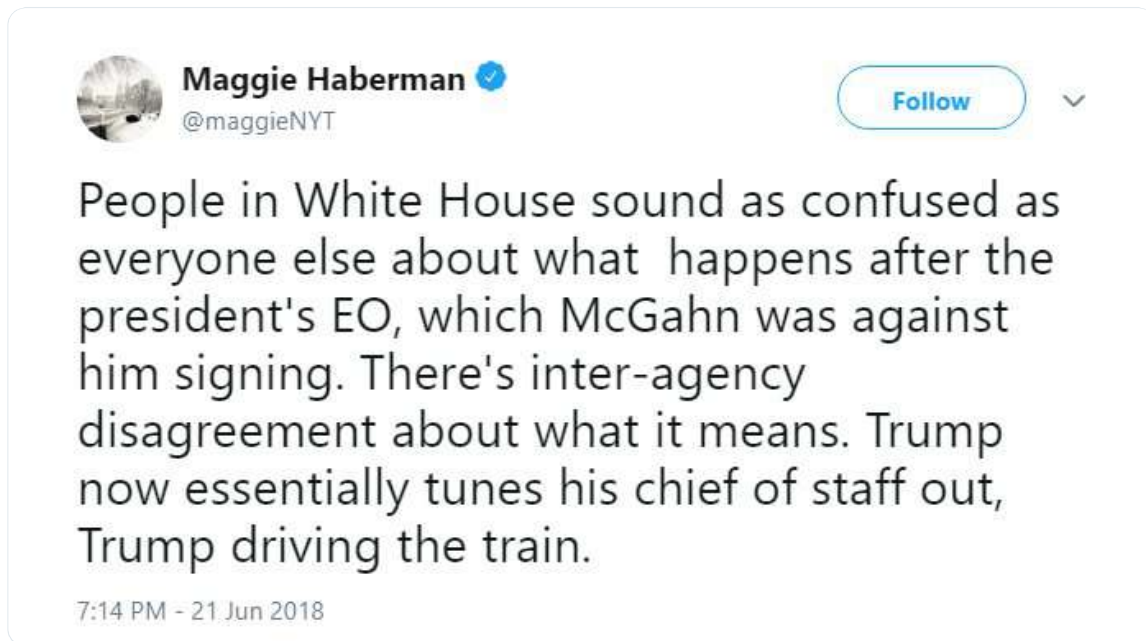 Maggie Haberman
@maggieNYT
Follow
People in White House sound as confused as
everyone else about what  happens after the
president's EO, which McGahn was against
him signing. There's inter-agency
disagreement about what it means. Trump
now essentially tunes his chief of staff out,
Trump driving the train.
7:14 PM - 21 Jun 2018